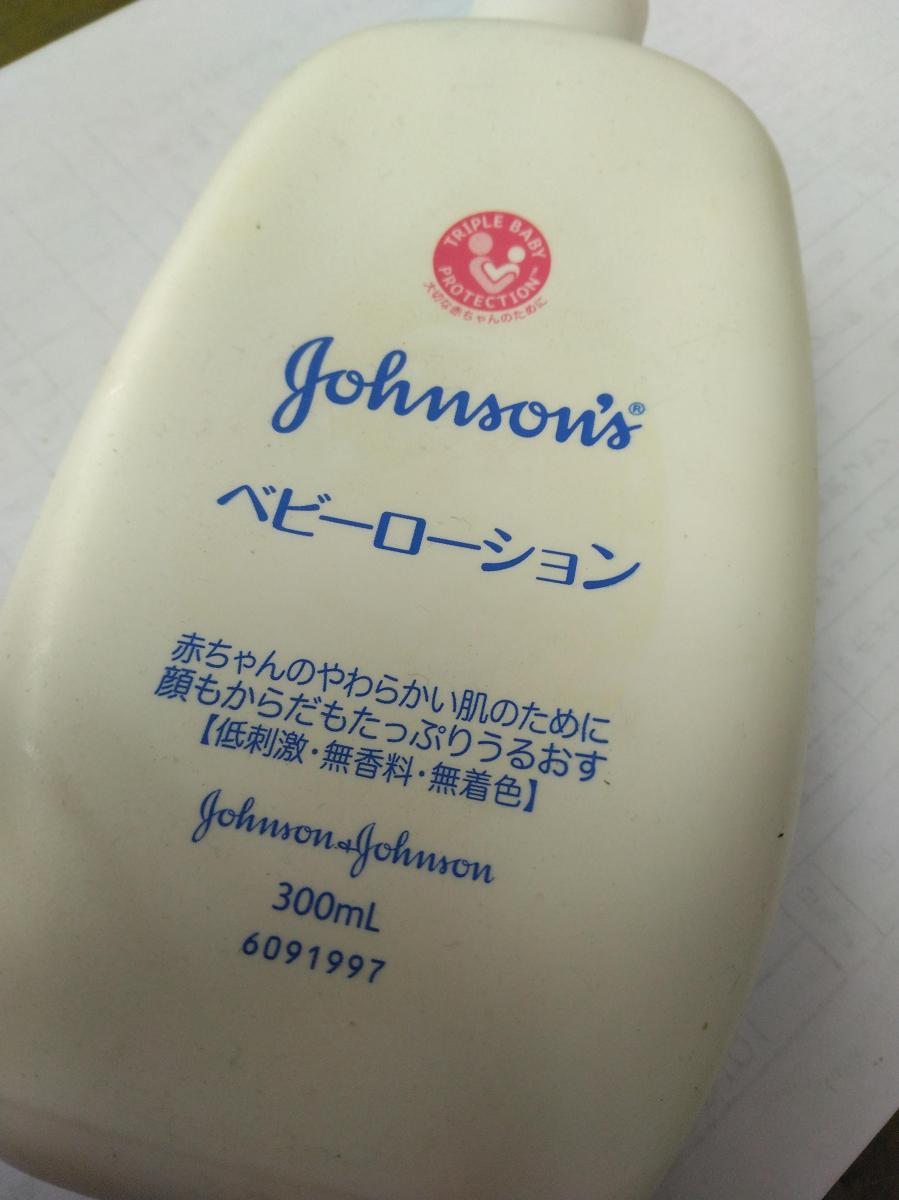 TRIPLE BABY
PROTECTION™
大切な赤ちゃんのために
Johnson's®
ベビーローション
赤ちゃんのやわらかい肌のために
顔もからだもたっぷりうるおす
【低刺激・無香料・無着色】
Johnson & Johnson
300mL
6091997